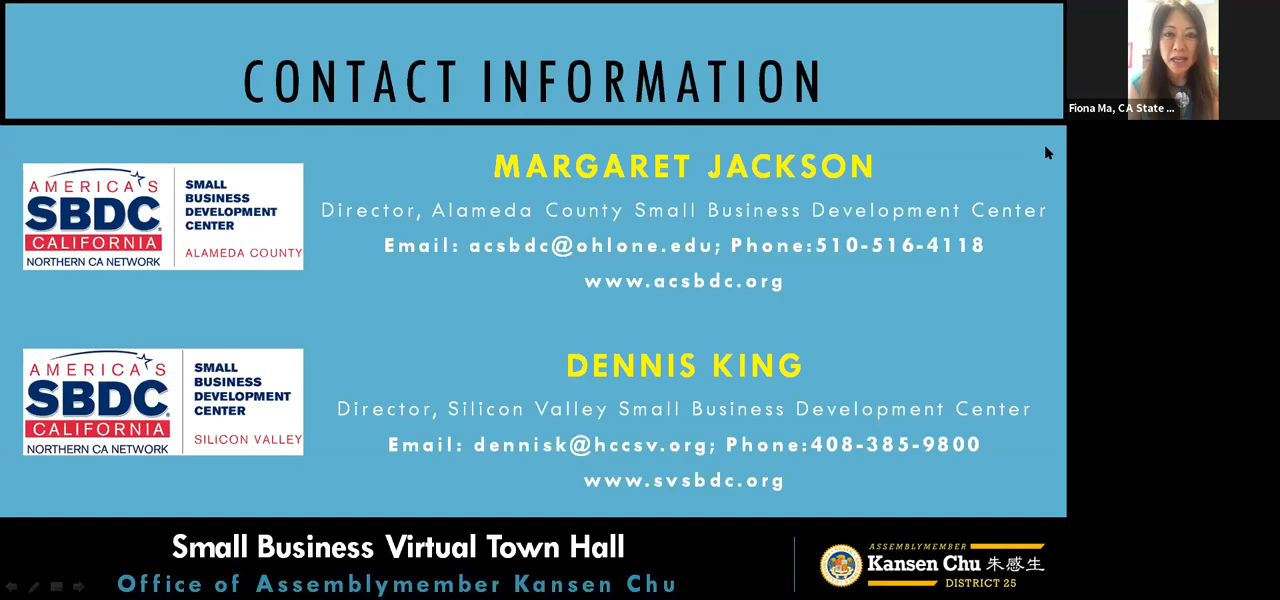 CONTACT INFORMATION
Fiona Ma, CA State ...
AMERICA'S
SBDC
CALIFORNIA
NORTHERN CA NETWORK
SMALL
BUSINESS
DEVELOPMENT
CENTER
ALAMEDA COUNTY
MARGARET JACKSON
Director, Alameda County Small Business Development Center
Email: acsbdc@ohlone.edu; Phone:510-516-4118
www.acsbdc.org
AMERICA'S
SBDC
CALIFORNIA
NORTHERN CA NETWORK
SMALL
BUSINESS
DEVELOPMENT
CENTER
SILICON VALLEY
DENNIS KING
Director, Silicon Valley Small Business Development Center
Email: dennisk@hccsv.org; Phone:408-385-9800
www.svsbdc.org
Small Business Virtual Town Hall
Office of Assemblymember Kansen Chu
ASSEMBLYMEMBER
Kansen Chu 朱感生
DISTRICT 25